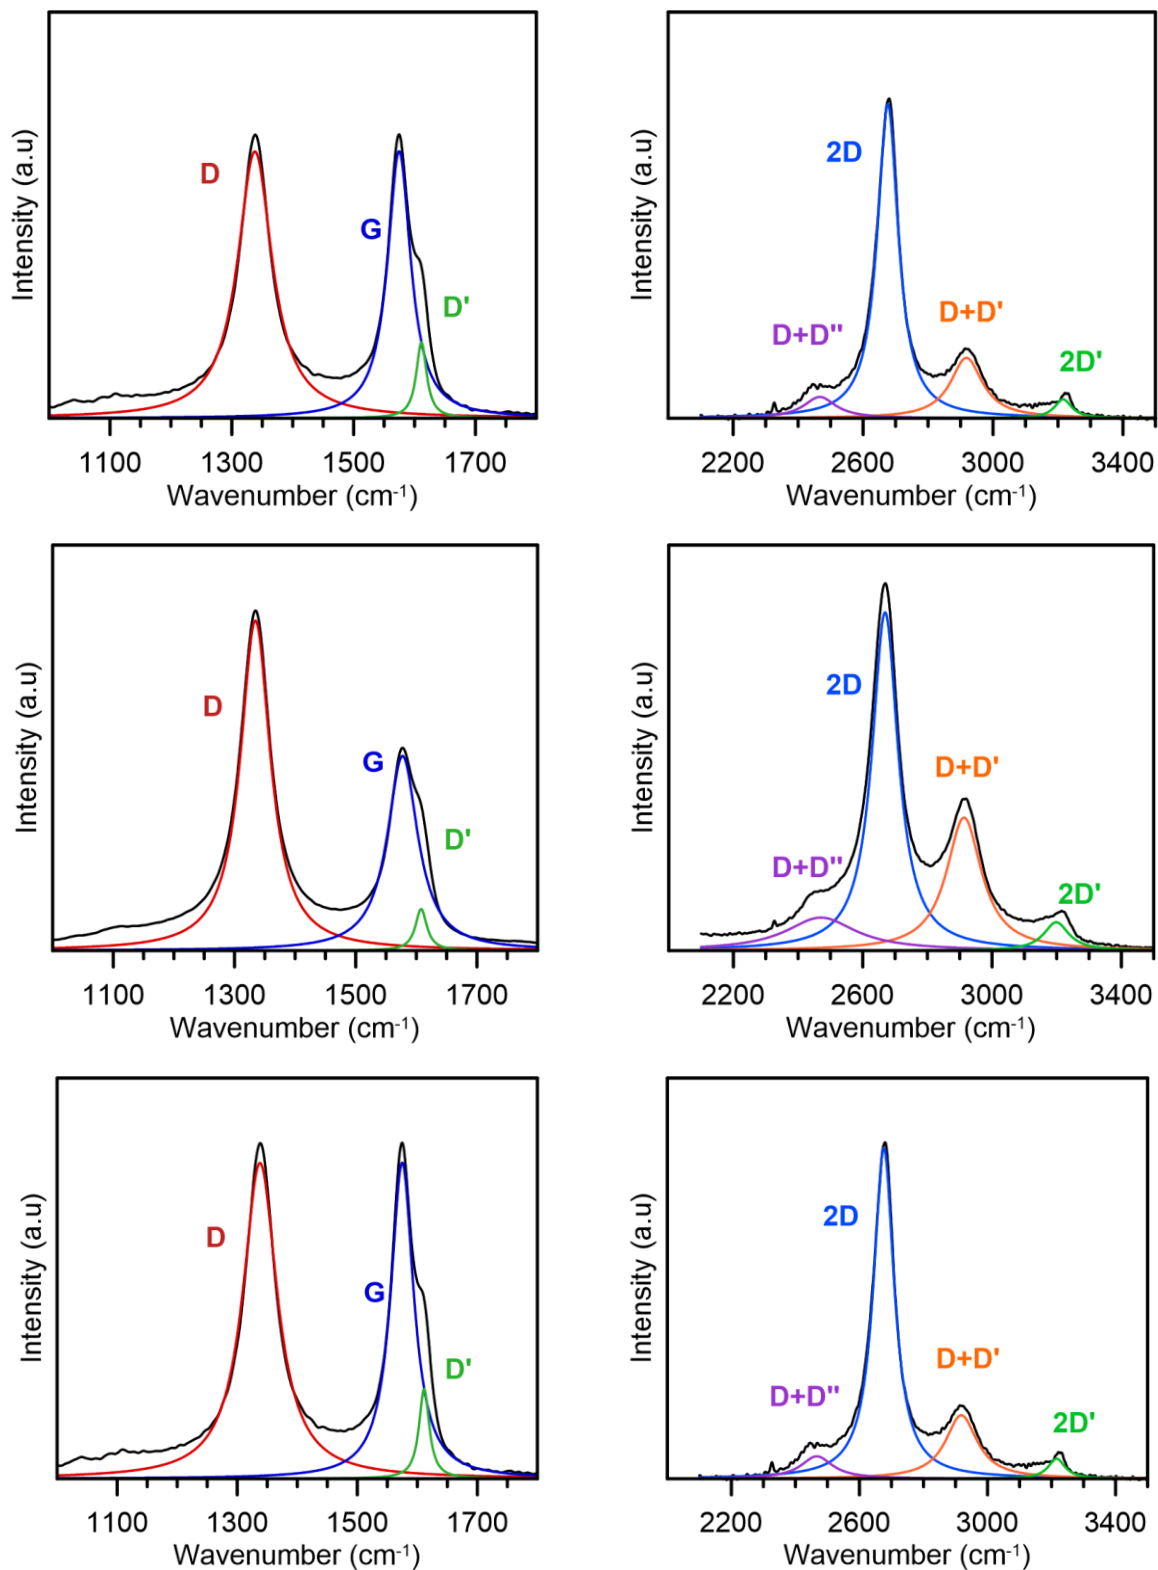 Intensity (a.u)
D
G
D'
1100 1300 1500 1700
Wavenumber (cm⁻¹)
Intensity (a.u)
2D
D+D"
D+D'
2D'
2200 2600 3000 3400
Wavenumber (cm⁻¹)
Intensity (a.u)
D
G
D'
1100 1300 1500 1700
Wavenumber (cm⁻¹)
Intensity (a.u)
2D
D+D"
D+D'
2D'
2200 2600 3000 3400
Wavenumber (cm⁻¹)
Intensity (a.u)
D
G
D'
1100 1300 1500 1700
Wavenumber (cm⁻¹)
Intensity (a.u)
2D
D+D"
D+D'
2D'
2200 2600 3000 3400
Wavenumber (cm⁻¹)